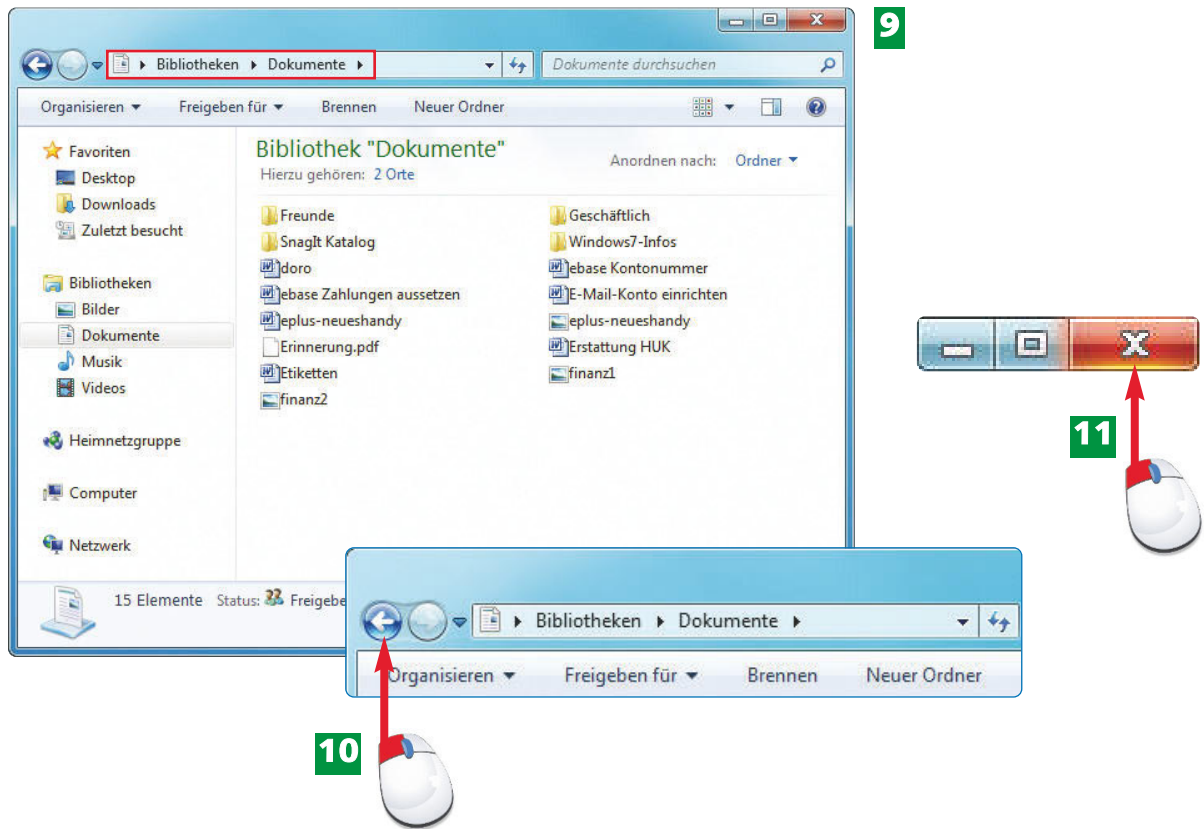 9
Bibliotheken Dokumente
Dokumente durchsuchen
Organisieren Freigeben für Brennen Neuer Ordner
Favoriten
Desktop
Downloads
Zuletzt besucht
Bibliotheken
Bilder
Dokumente
Musik
Videos
Heimnetzgruppe
Computer
Netzwerk
Bibliothek "Dokumente"
Hierzu gehören: 2 Orte
Anordnen nach: Ordner
Freunde
Geschäftlich
SnagIt Katalog
Windows7-Infos
doro
ebase Kontonummer
ebase Zahlungen aussetzen
E-Mail-Konto einrichten
eplus-neueshandy
eplus-neueshandy
Erinnerung.pdf
Erstattung HUK
Etiketten
finanz1
finanz2
15 Elemente Status: Freigebe
11
Bibliotheken Dokumente
Organisieren Freigeben für Brennen Neuer Ordner
10